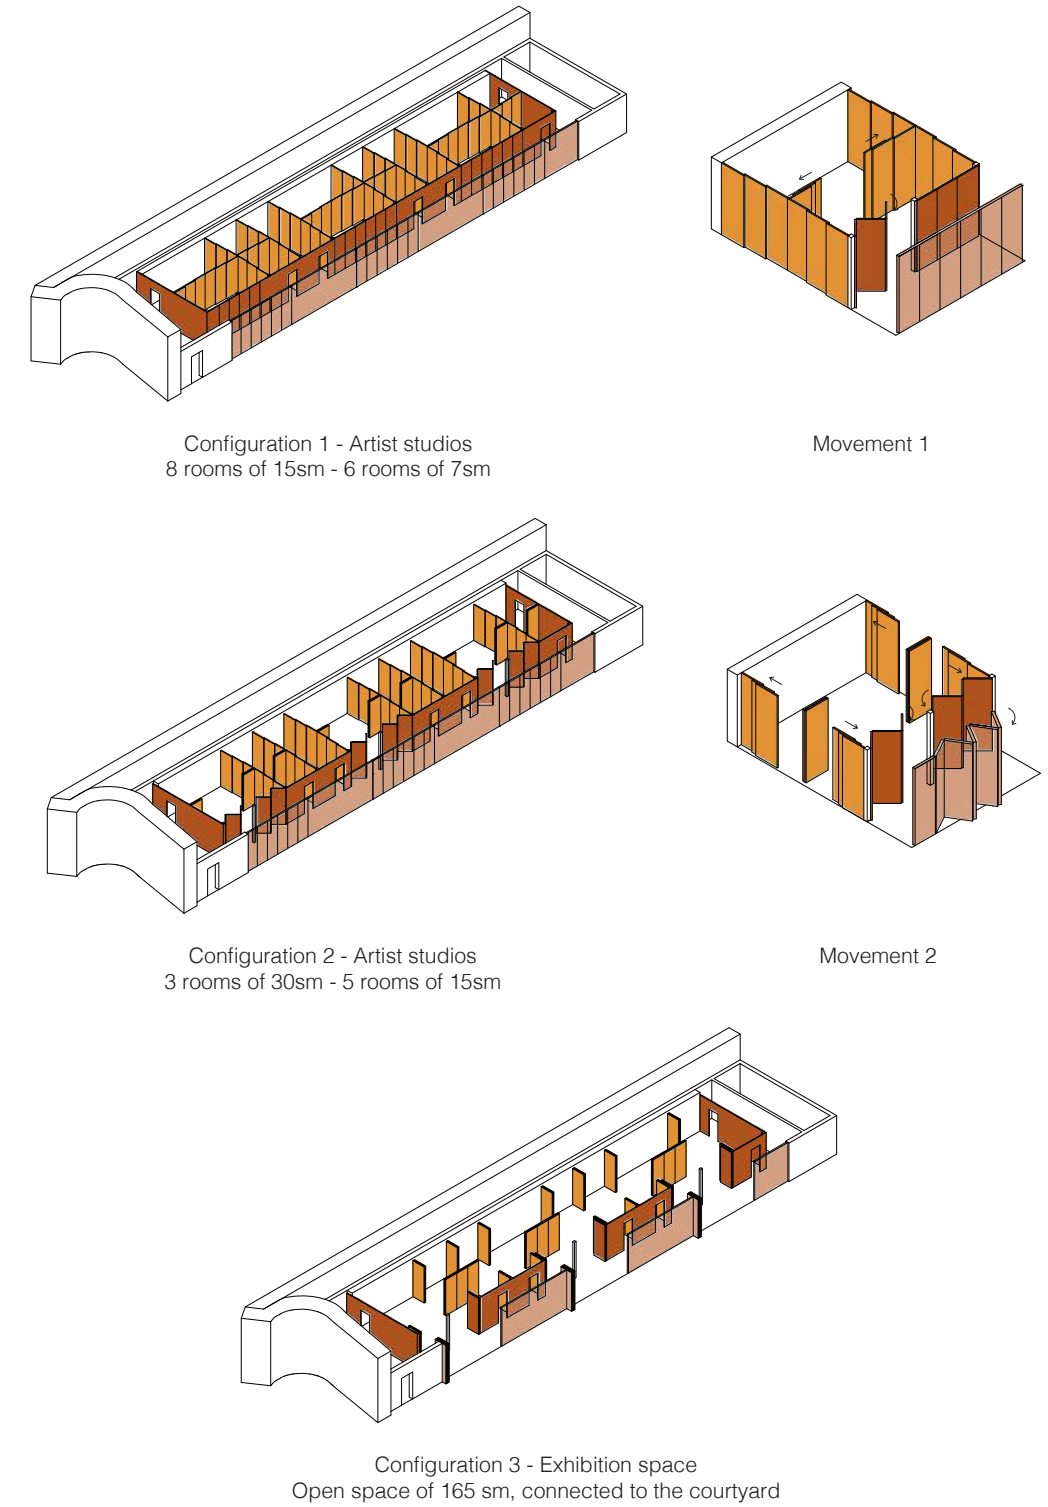 Configuration 1 - Artist studios
8 rooms of 15sm - 6 rooms of 7sm
Movement 1
Configuration 2 - Artist studios
3 rooms of 30sm - 5 rooms of 15sm
Movement 2
Configuration 3 - Exhibition space
Open space of 165 sm, connected to the courtyard